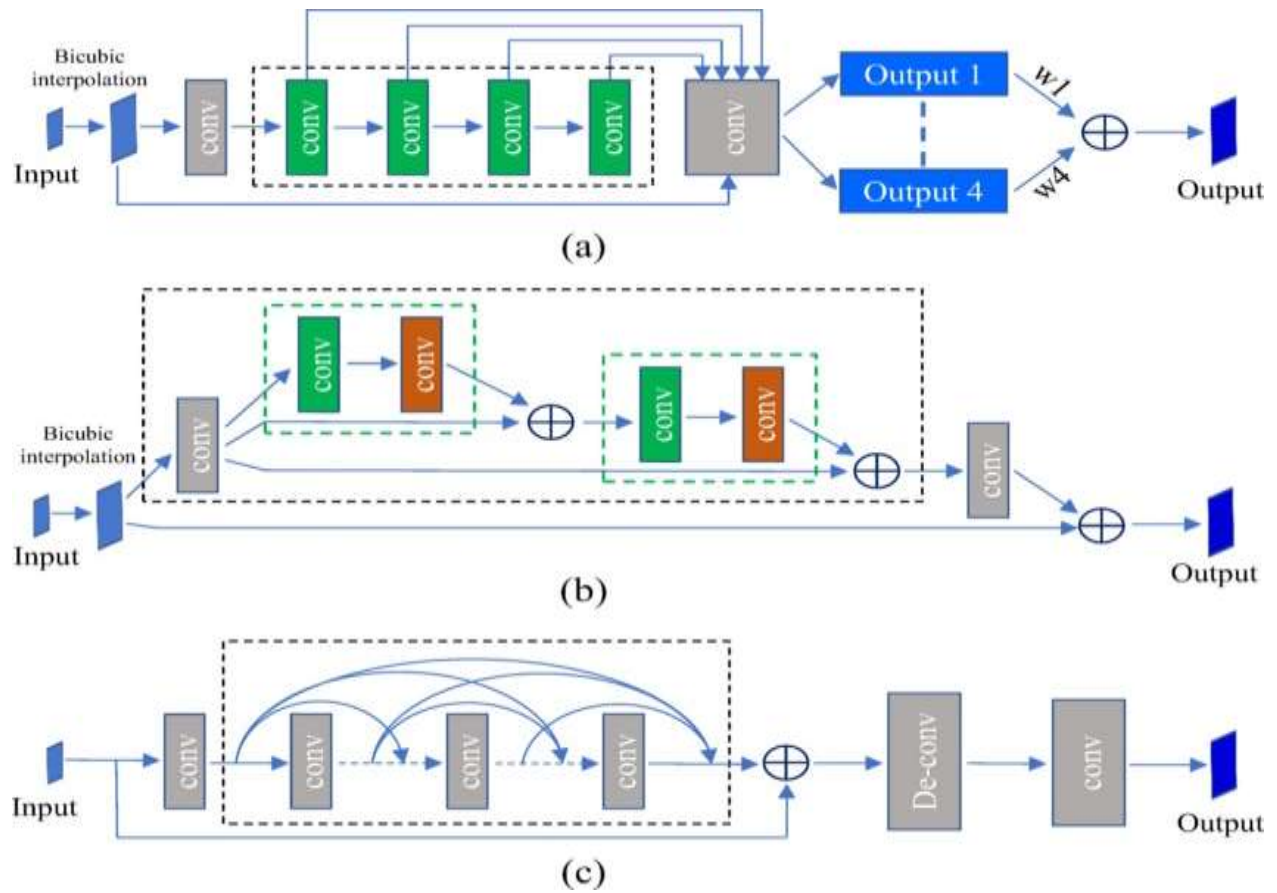 Bicubic
interpolation
Input
conv
conv
conv
conv
conv
conv
Output 1
Output 4
w1
w4
Output
(a)
Bicubic
interpolation
Input
conv
conv
conv
conv
conv
conv
Output
(b)
Input
conv
conv
conv
conv
De-conv
conv
Output
(c)